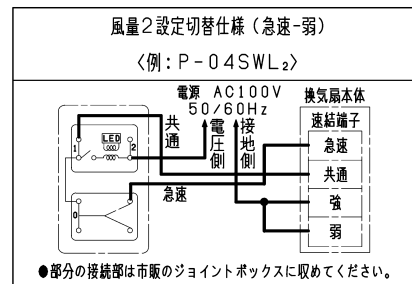 風量2設定切替仕様(急速-弱)
〈例:P-04SWL₂〉
電源 AC100V
50/60Hz
換気扇本体
速結端子
共通
電圧側
接地側
LED
1
2
急速
共通
強
弱
急速
0
●部分の接続部は市販のジョイントボックスに収めてください。